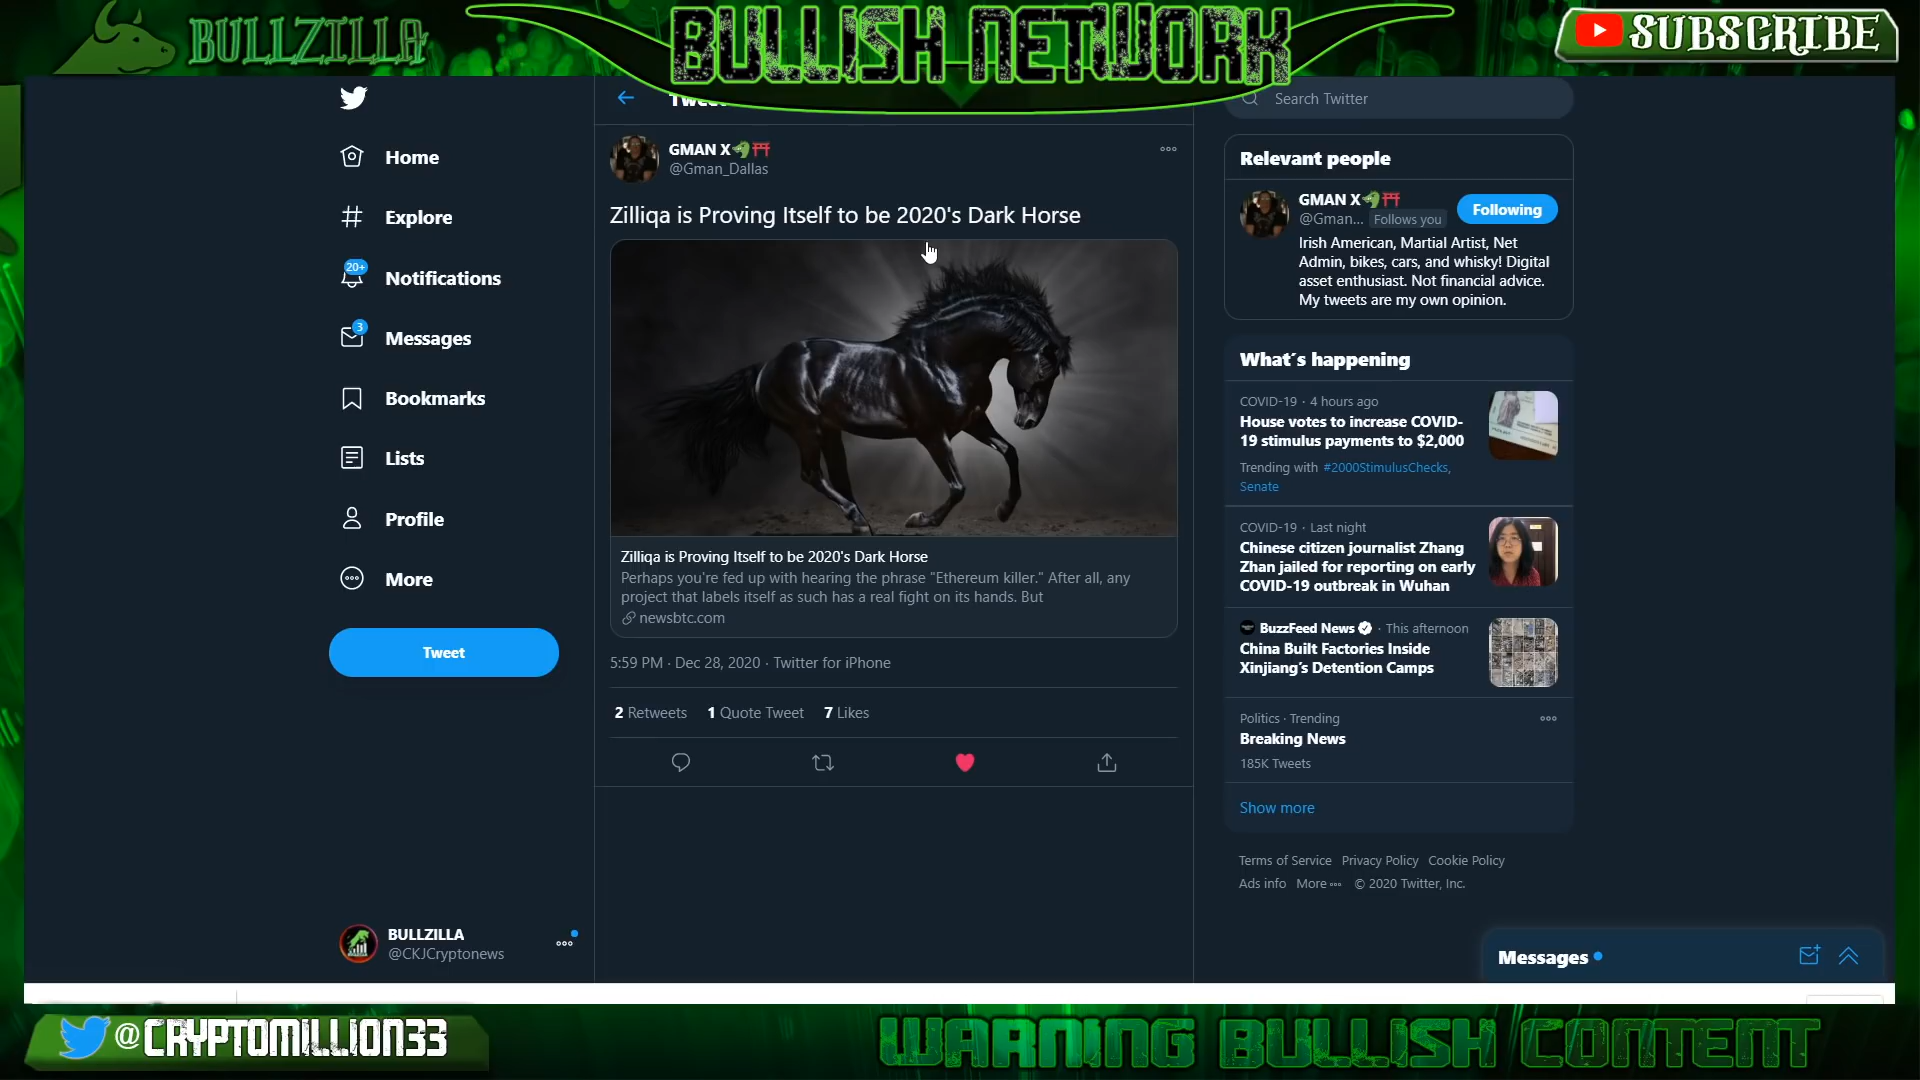 BULLZILLA
BULLISH NETWORK
SUBSCRIBE
Home
Explore
20+
Notifications
3
Messages
Bookmarks
Lists
Profile
More
Tweet
BULLZILLA
@CKJCryptonews
Tweet
GMAN X
@Gman_Dallas
Zilliqa is Proving Itself to be 2020's Dark Horse
Zilliqa is Proving Itself to be 2020's Dark Horse
Perhaps you're fed up with hearing the phrase "Ethereum killer." After all, any
project that labels itself as such has a real fight on its hands. But
newsbtc.com
5:59 PM · Dec 28, 2020 · Twitter for iPhone
2 Retweets 1 Quote Tweet 7 Likes
Search Twitter
Relevant people
GMAN X
@Gman... Follows you
Following
Irish American, Martial Artist, Net
Admin, bikes, cars, and whisky! Digital
asset enthusiast. Not financial advice.
My tweets are my own opinion.
What's happening
COVID-19 · 4 hours ago
House votes to increase COVID-
19 stimulus payments to $2,000
Trending with #2000StimulusChecks,
Senate
COVID-19 · Last night
Chinese citizen journalist Zhang
Zhan jailed for reporting on early
COVID-19 outbreak in Wuhan
BuzzFeed News · This afternoon
China Built Factories Inside
Xinjiang's Detention Camps
Politics · Trending
Breaking News
185K Tweets
Show more
Terms of Service Privacy Policy Cookie Policy
Ads info More ··· © 2020 Twitter, Inc.
Messages
@CRYPTOMILLION33
WARNING BULLISH CONTENT